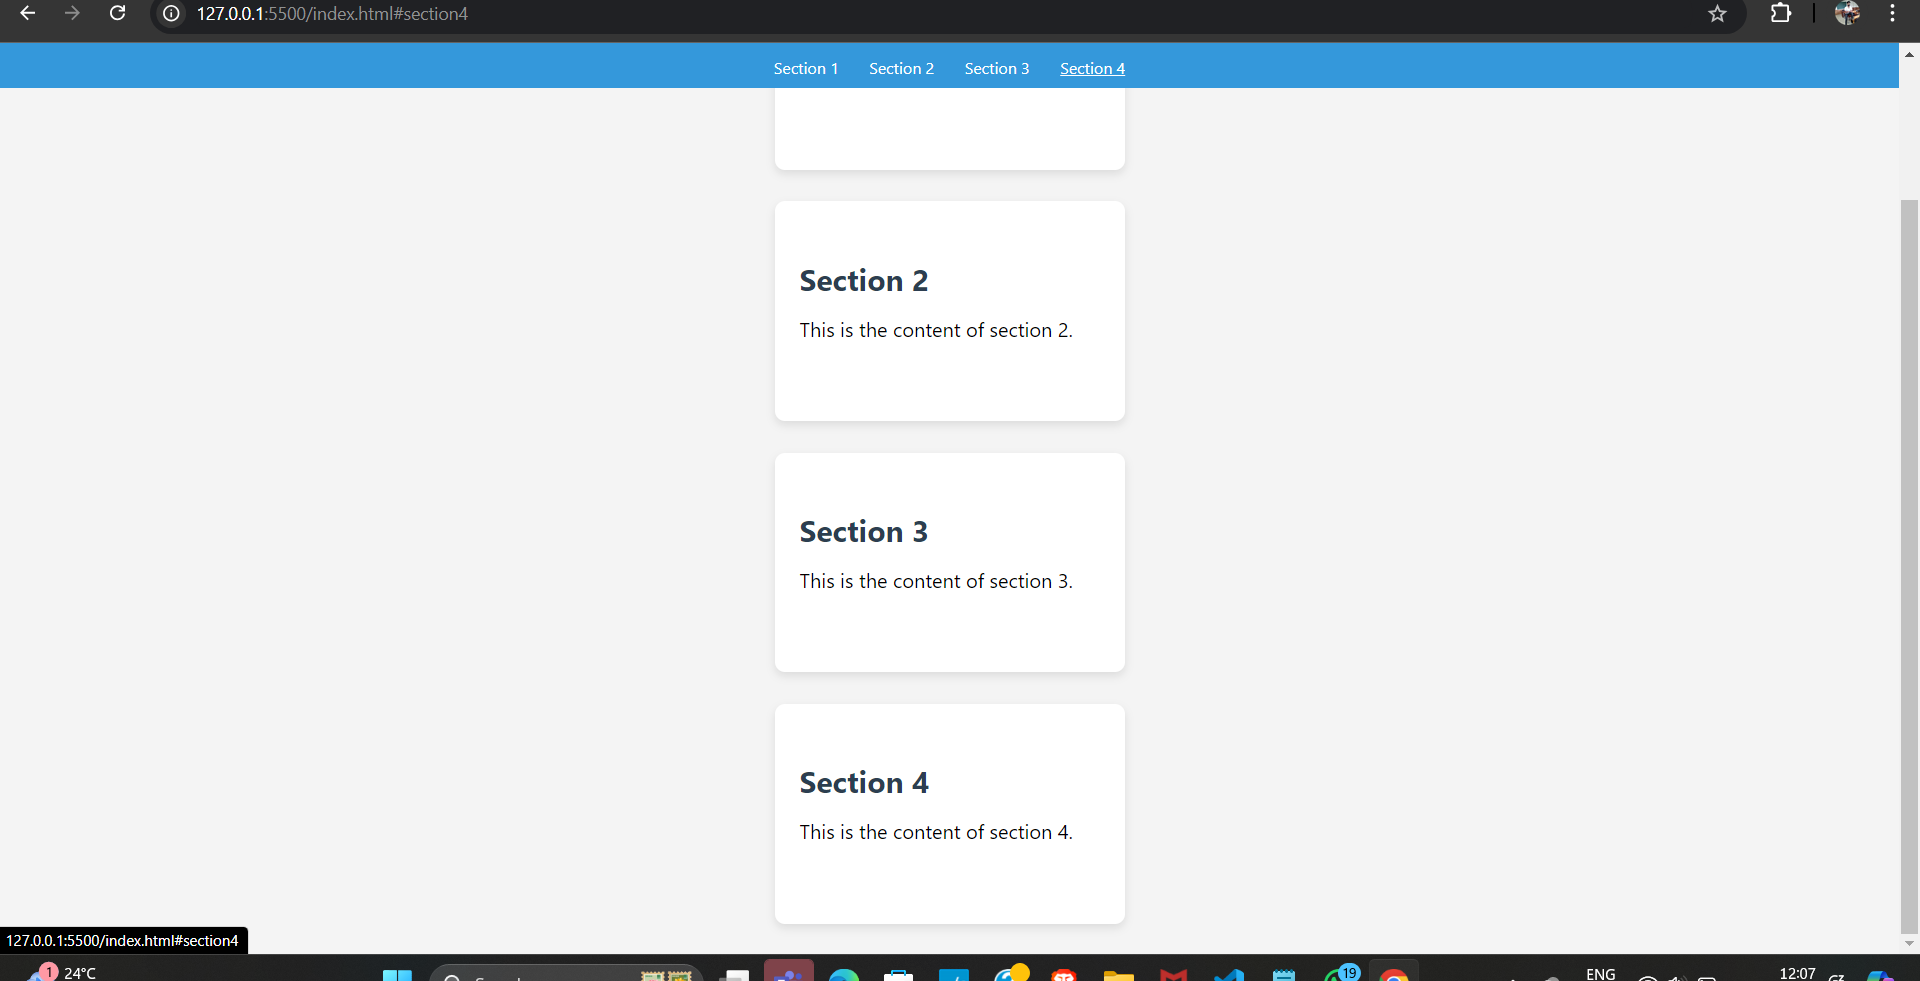 127.0.0.1:5500/index.html#section4
Section 1 Section 2 Section 3 Section 4
Section 2
This is the content of section 2.
Section 3
This is the content of section 3.
Section 4
This is the content of section 4.
127.0.0.1:5500/index.html#section4
1 24°C 19 ENG 12:07